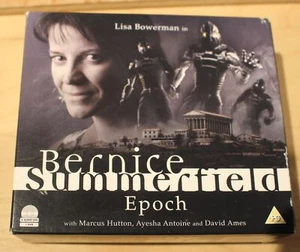 Lisa Bowerman in
Bernice
Summerfield
Epoch
with Marcus Hutton, Ayesha Antoine and David Ames
PG